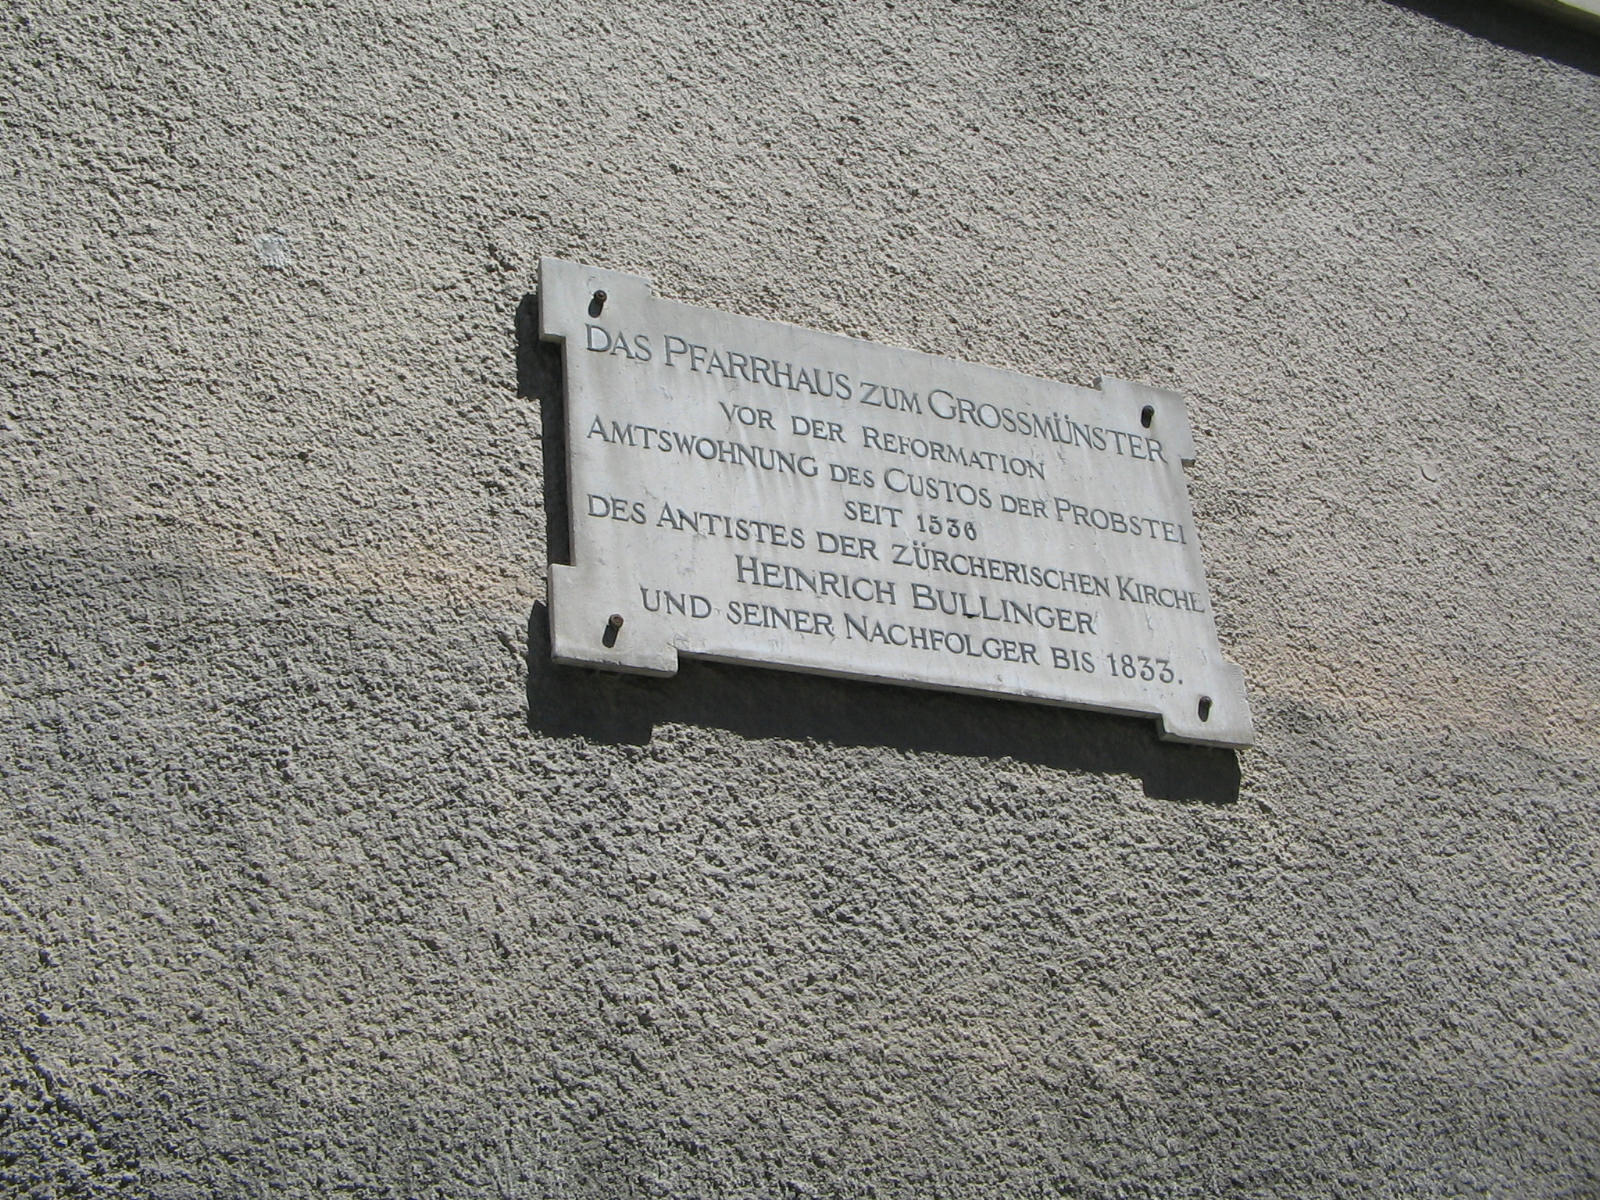 DAS PFARRHAUS ZUM GROSSMÜNSTER
VOR DER REFORMATION
AMTSWOHNUNG DES CUSTOS DER PROBSTEI
SEIT 1536
DES ANTISTES DER ZÜRCHERISCHEN KIRCHE
HEINRICH BULLINGER
UND SEINER NACHFOLGER BIS 1833.